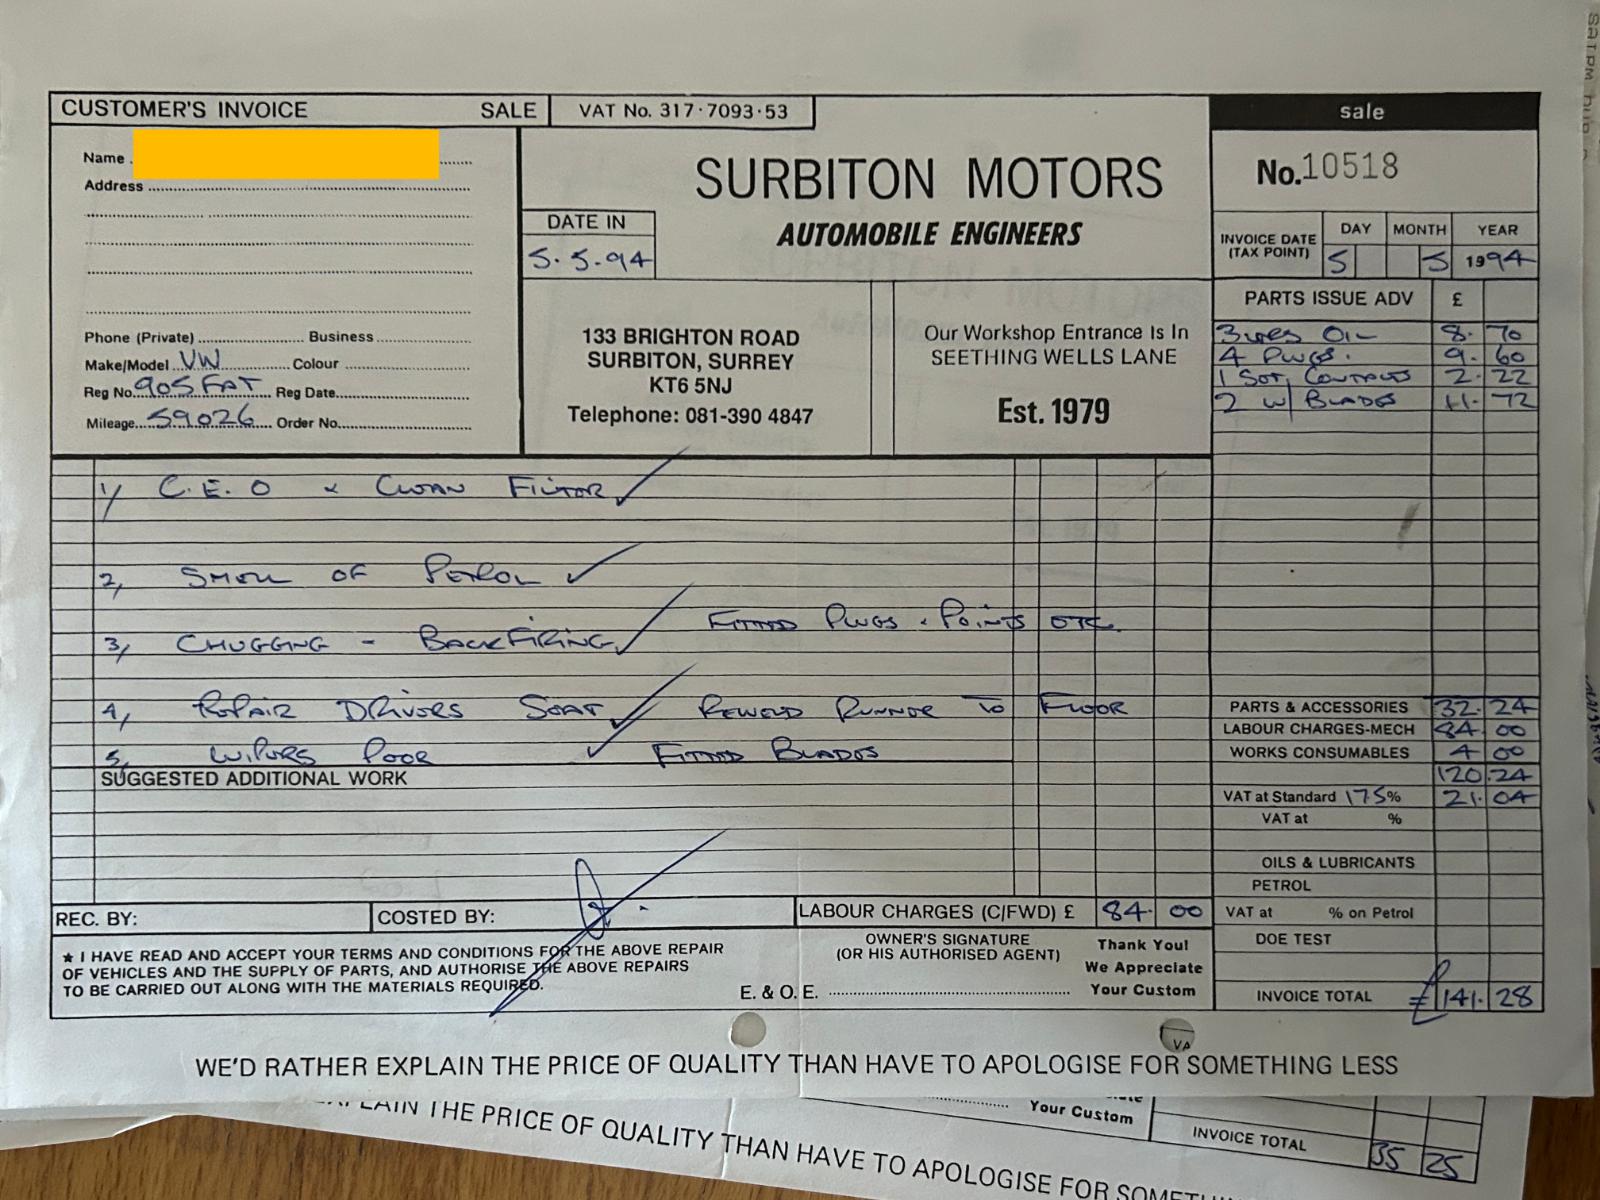 CUSTOMER'S INVOICE SALE
VAT No. 317·7093·53
Name
Address
Phone (Private) Business
Make/Model VW Colour
Reg No. 905 FAT Reg Date
Mileage 59026 Order No.
DATE IN
5.5.94
SURBITON MOTORS
AUTOMOBILE ENGINEERS
133 BRIGHTON ROAD
SURBITON, SURREY
KT6 5NJ
Telephone: 081-390 4847
Our Workshop Entrance Is In
SEETHING WELLS LANE
Est. 1979
sale
No. 10518
INVOICE DATE
(TAX POINT)
DAY MONTH YEAR
5 5 1994
PARTS ISSUE ADV £
OIL 8.70
4 PLUGS. 9.60
1 SET CONTACTS 2.22
2 W/BLADES 11.72
1/ C.E.O & CLEAN FILTER
2, SMELL OF PETROL
3, CHUGGING - BACKFIRING FITTED PLUGS & POINTS ETC.
4, REPAIR DRIVERS SEAT REWELD RUNNER TO FLOOR
5, WIPERS POOR FITTED BLADES
SUGGESTED ADDITIONAL WORK
PARTS & ACCESSORIES 32.24
LABOUR CHARGES-MECH 84.00
WORKS CONSUMABLES 4 00
120.24
VAT at Standard 17.5% 21.04
VAT at %
OILS & LUBRICANTS
PETROL
VAT at % on Petrol
DOE TEST
INVOICE TOTAL £141.28
REC. BY: COSTED BY: LABOUR CHARGES (C/FWD) £ 84.00
★ I HAVE READ AND ACCEPT YOUR TERMS AND CONDITIONS FOR THE ABOVE REPAIR
OF VEHICLES AND THE SUPPLY OF PARTS, AND AUTHORISE THE ABOVE REPAIRS
TO BE CARRIED OUT ALONG WITH THE MATERIALS REQUIRED.
OWNER'S SIGNATURE
(OR HIS AUTHORISED AGENT)
E. & O. E.
Thank You!
We Appreciate
Your Custom
WE'D RATHER EXPLAIN THE PRICE OF QUALITY THAN HAVE TO APOLOGISE FOR SOMETHING LESS
VA
Your Custom
INVOICE TOTAL 35 25
EXPLAIN THE PRICE OF QUALITY THAN HAVE TO APOLOGISE FOR SOMETHI